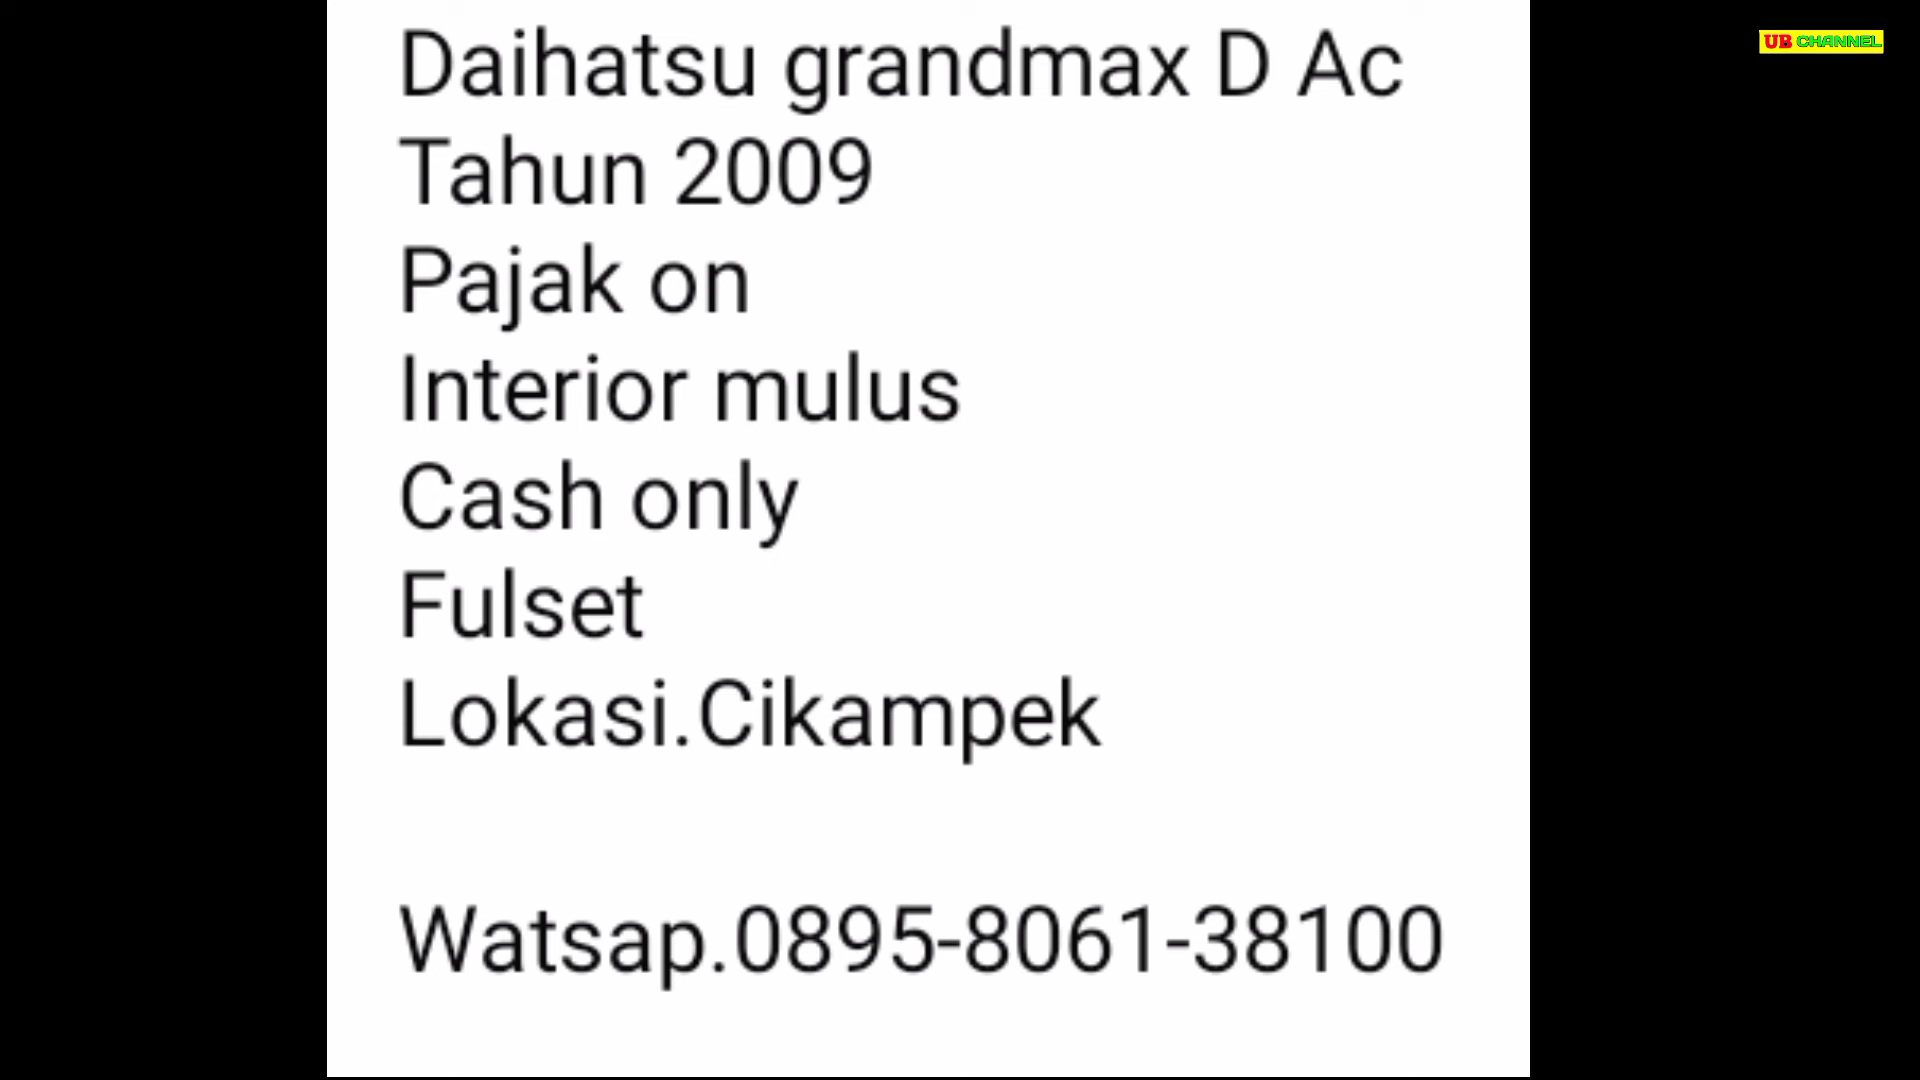 Daihatsu grandmax D Ac
UB CHANNEL
Tahun 2009
Pajak on
Interior mulus
Cash only
Fulset
Lokasi.Cikampek
Watsap.0895-8061-38100